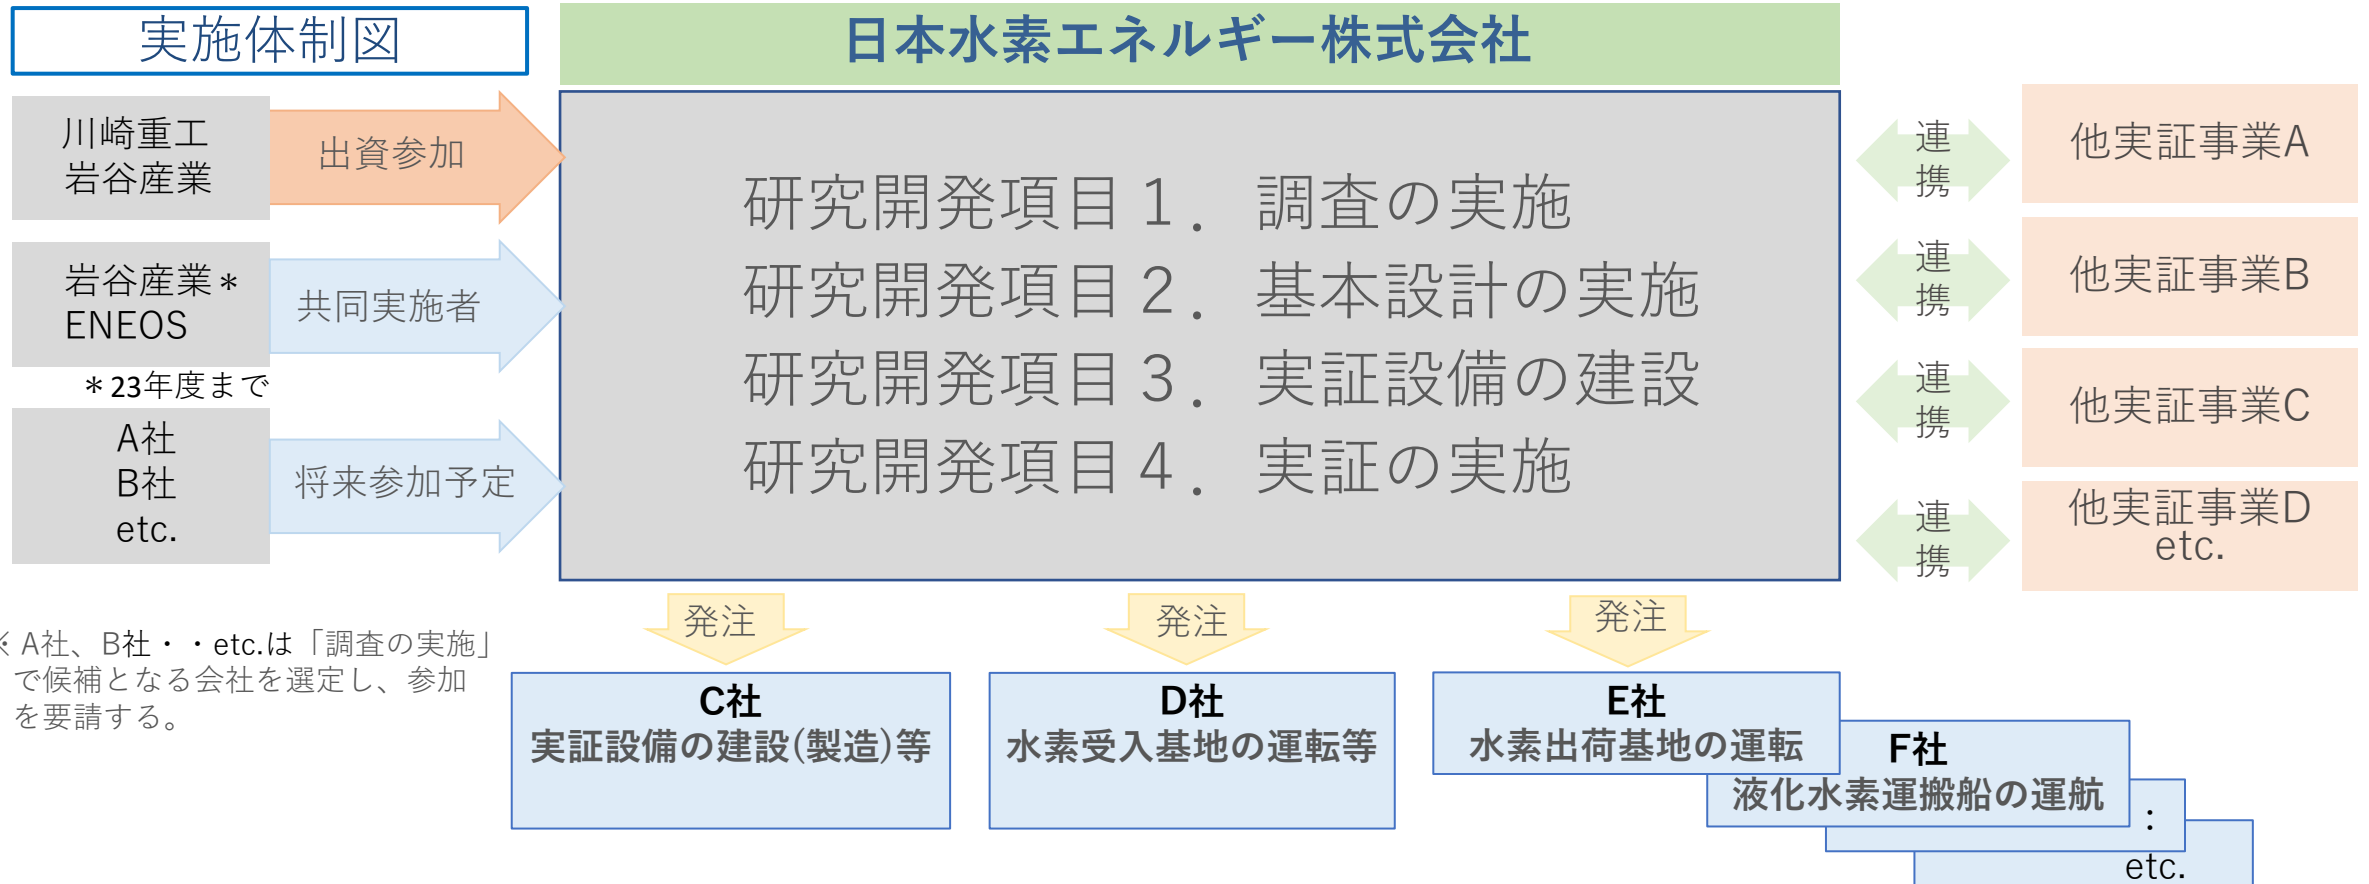 実施体制図
日本水素エネルギー株式会社
川崎重工
岩谷産業
出資参加
岩谷産業＊
ENEOS
共同実施者
＊23年度まで
A社
B社
etc.
将来参加予定
※ A社、B社・・etc.は「調査の実施」
で候補となる会社を選定し、参加
を要請する。
研究開発項目１．調査の実施
研究開発項目２．基本設計の実施
研究開発項目３．実証設備の建設
研究開発項目４．実証の実施
連
携
他実証事業A
連
携
他実証事業B
連
携
他実証事業C
連
携
他実証事業D
etc.
発注
発注
発注
C社
実証設備の建設(製造)等
D社
水素受入基地の運転等
E社
水素出荷基地の運転
F社
液化水素運搬船の運航
：
etc.